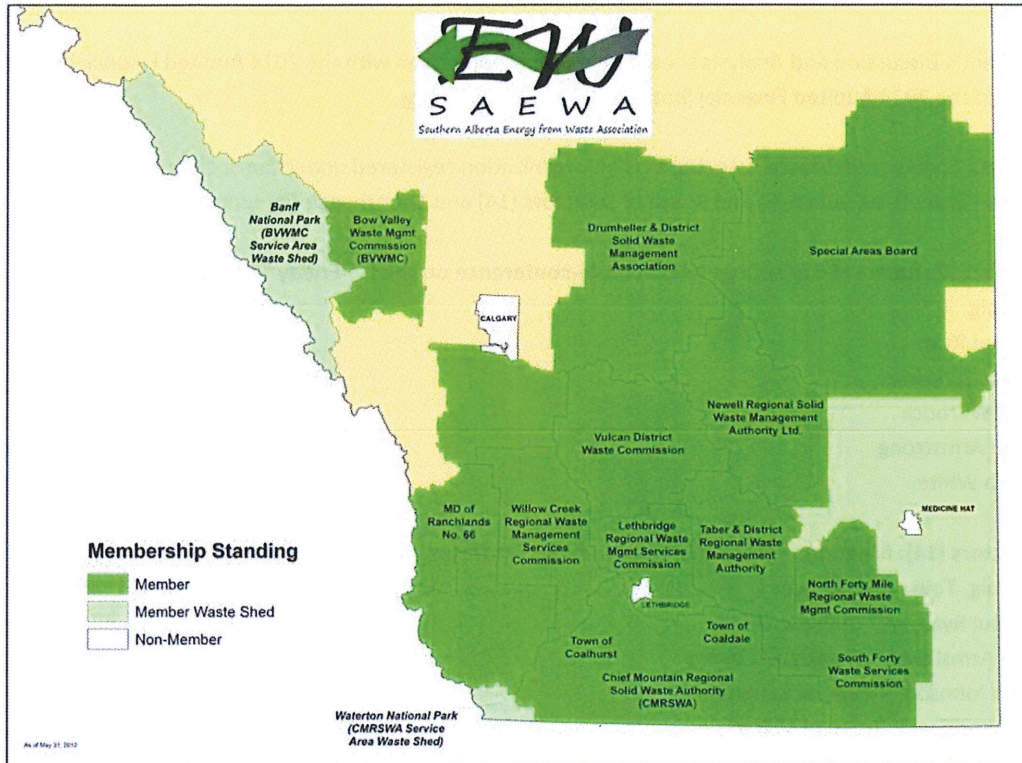 EW
S A E W A
Southern Alberta Energy from Waste Association
Banff
National Park
(BVWMC
Service Area
Waste Shed)
Bow Valley
Waste Mgmt
Commission
(BVWMC)
Drumheller & District
Solid Waste
Management
Association
Special Areas Board
CALGARY
Newell Regional Solid
Waste Management
Authority Ltd.
Vulcan District
Waste Commission
MEDICINE HAT
MD of
Ranchlands
No. 66
Willow Creek
Regional Waste
Management
Services
Commission
Lethbridge
Regional Waste
Mgmt Services
Commission
Taber & District
Regional Waste
Management
Authority
North Forty Mile
Regional Waste
Mgmt Commission
LETHBRIDGE
Town of
Coalhurst
Town of
Coaldale
South Forty
Waste Services
Commission
Chief Mountain Regional
Solid Waste Authority
(CMRSWA)
Waterton National Park
(CMRSWA Service
Area Waste Shed)
Membership Standing
Member
Member Waste Shed
Non-Member
As of May 31, 2012